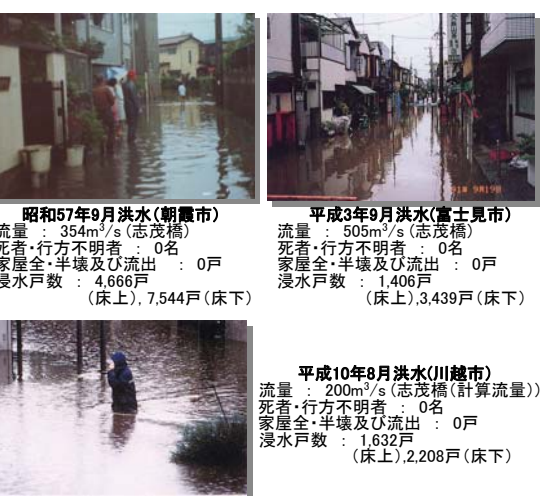 91 9 19
昭和57年9月洪水(朝霞市)
流量 ： 354m³/s(志茂橋)
死者・行方不明者 ： 0名
家屋全・半壊及び流出 ： 0戸
浸水戸数 ： 4,666戸
(床上), 7,544戸(床下)
平成3年9月洪水(富士見市)
流量 ： 505m³/s(志茂橋)
死者・行方不明者 ： 0名
家屋全・半壊及び流出 ： 0戸
浸水戸数 ： 1,406戸
(床上),3,439戸(床下)
平成10年8月洪水(川越市)
流量 ： 200m³/s(志茂橋(計算流量))
死者・行方不明者 ： 0名
家屋全・半壊及び流出 ： 0戸
浸水戸数 ： 1,632戸
(床上),2,208戸(床下)